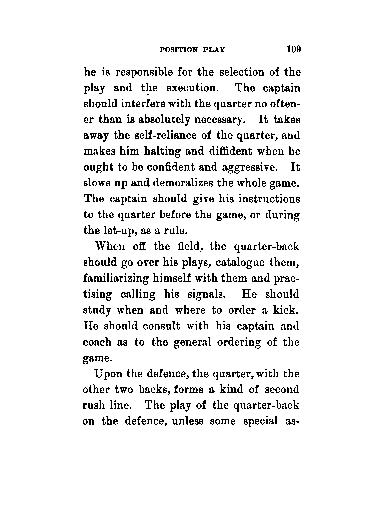 POSITION PLAY 109
he is responsible for the selection of the
play and the execution. The captain
should interfere with the quarter no often-
er than is absolutely necessary. It takes
away the self-reliance of the quarter, and
makes him halting and diffident when he
ought to be confident and aggressive. It
slows up and demoralizes the whole game.
The captain should give his instructions
to the quarter before the game, or during
the let-up, as a rule.
When off the field, the quarter-back
should go over his plays, catalogue them,
familiarizing himself with them and prac-
tising calling his signals. He should
study when and where to order a kick.
He should consult with his captain and
coach as to the general ordering of the
game.
Upon the defence, the quarter, with the
other two backs, forms a kind of second
rush line. The play of the quarter-back
on the defence, unless some special as-